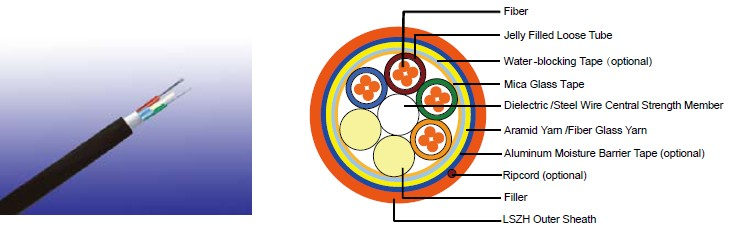 Fiber
Jelly Filled Loose Tube
Water-blocking Tape (optional)
Mica Glass Tape
Dielectric /Steel Wire Central Strength Member
Aramid Yarn /Fiber Glass Yarn
Aluminum Moisture Barrier Tape (optional)
Ripcord (optional)
Filler
LSZH Outer Sheath